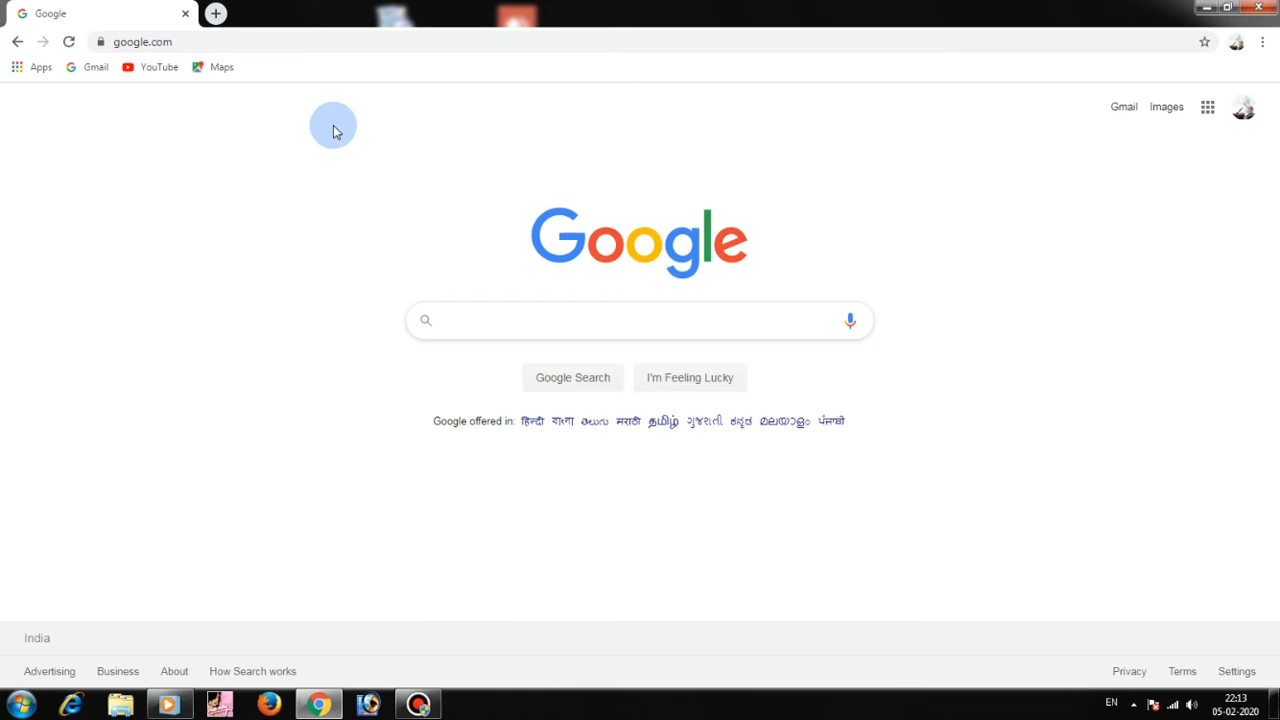 Google
google.com
Apps Gmail YouTube Maps
Gmail Images
Google
Google Search I'm Feeling Lucky
Google offered in: हिन्दी বাংলা తెలుగు मराठी தமிழ் ગુજરાતી ಕನ್ನಡ മലയാളം ਪੰਜਾਬੀ
India
Advertising Business About How Search works Privacy Terms Settings
EN 22:13
05-02-2020